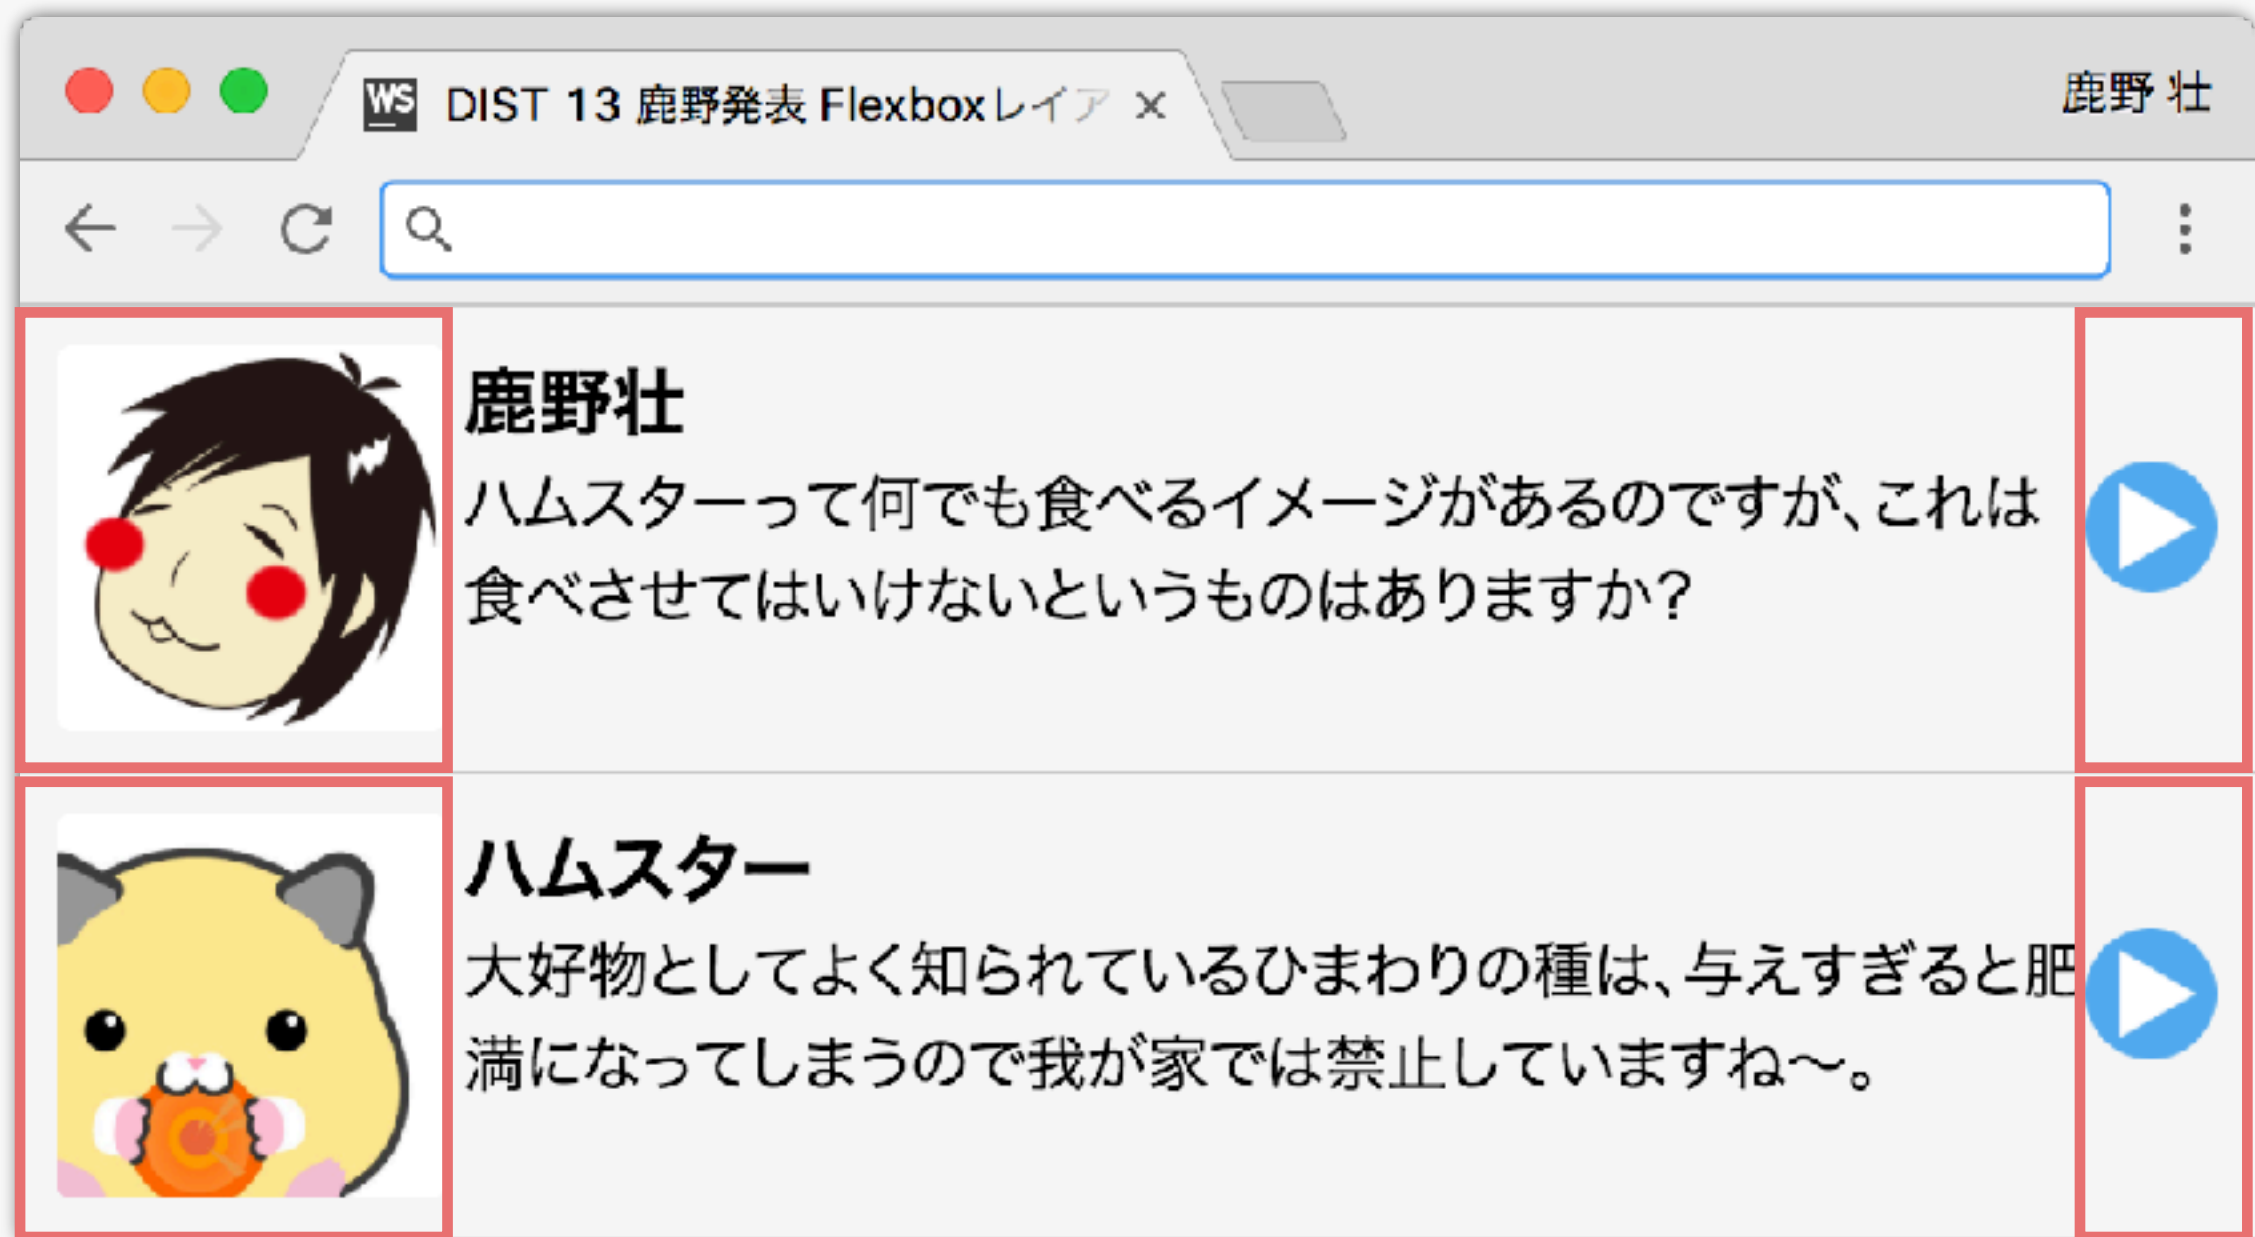 WS DIST 13 鹿野発表 Flexboxレイア
鹿野 壮
鹿野壮
ハムスターって何でも食べるイメージがあるのですが、これは
食べさせてはいけないというものはありますか？
ハムスター
大好物としてよく知られているひまわりの種は、与えすぎると肥
満になってしまうので我が家では禁止していますね〜。